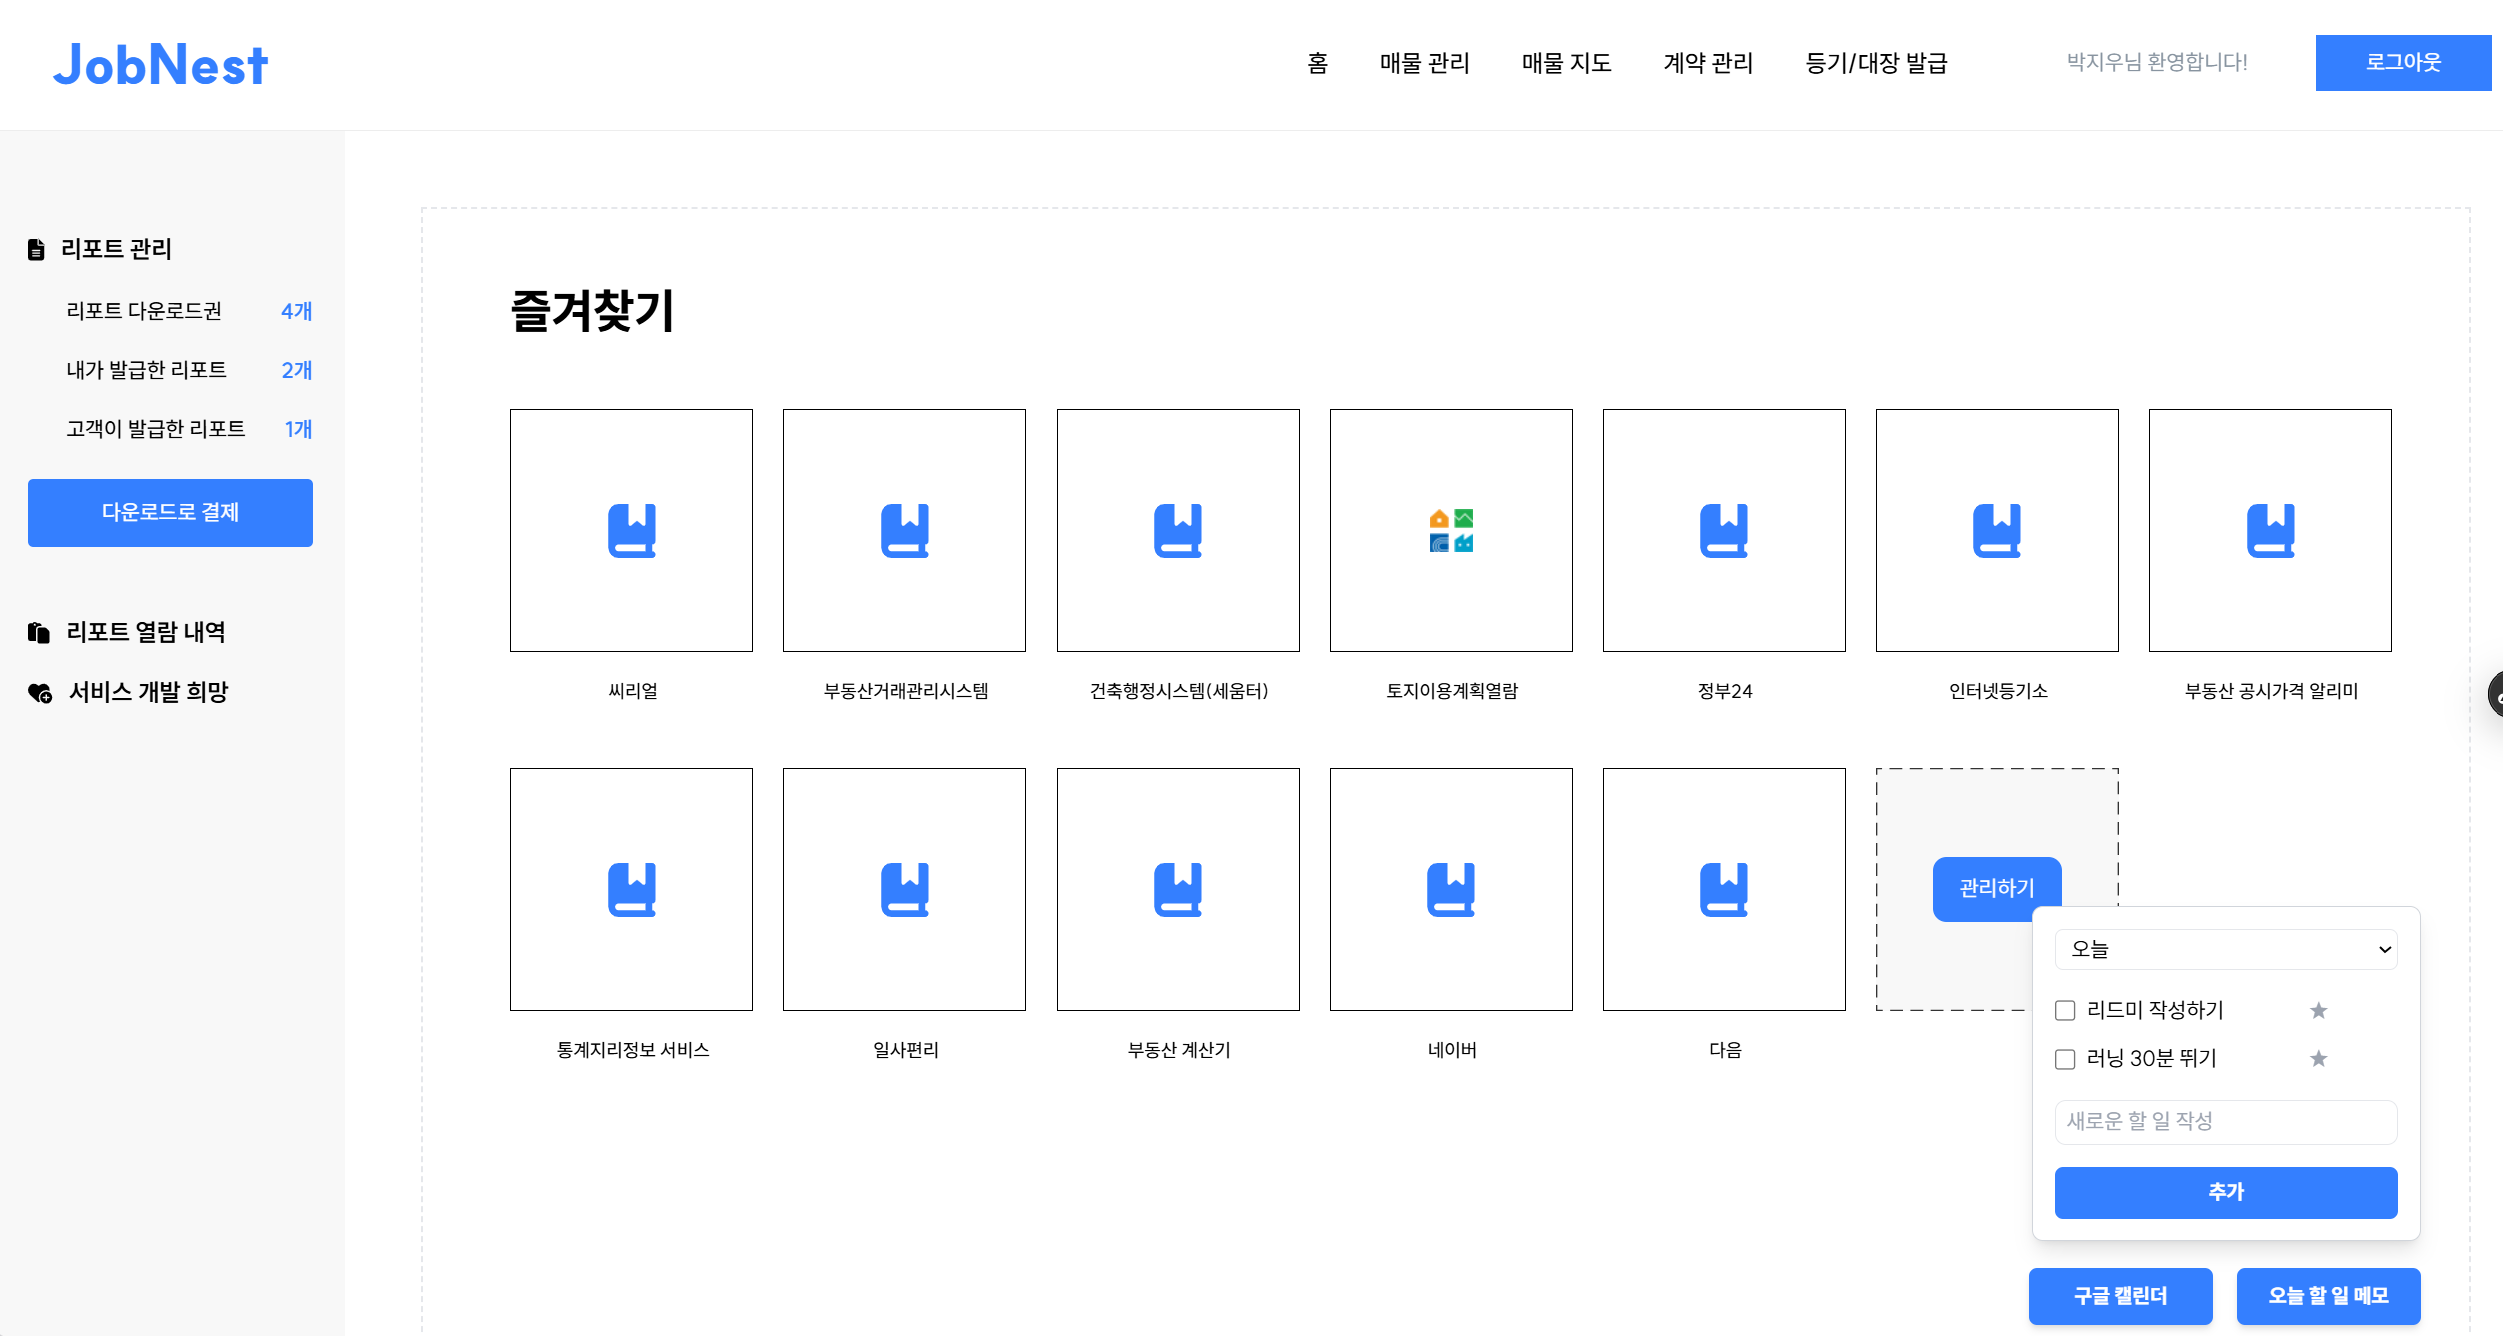 JobNest
홈 매물 관리 매물 지도 계약 관리 등기/대장 발급 박지우님 환영합니다! 로그아웃
리포트 관리
리포트 다운로드권 4개
내가 발급한 리포트 2개
고객이 발급한 리포트 1개
다운로드로 결제
리포트 열람 내역
서비스 개발 희망
즐겨찾기
씨리얼 부동산거래관리시스템 건축행정시스템(세움터) 토지이용계획열람 정부24 인터넷등기소 부동산 공시가격 알리미
통계지리정보 서비스 일사편리 부동산 계산기 네이버 다음
관리하기
오늘
리드미 작성하기
러닝 30분 뛰기
새로운 할 일 작성
추가
구글 캘린더 오늘 할 일 메모